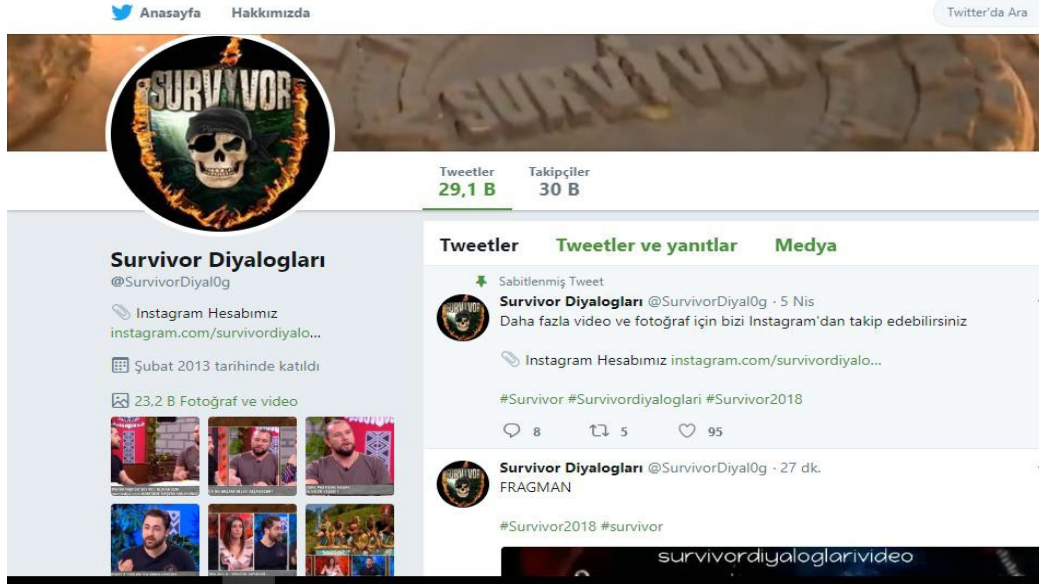 Anasayfa
Hakkımızda
Twitter'da Ara
SURVIVOR
SURVIVOR
Tweetler
29,1 B
Takipçiler
30 B
Survivor Diyalogları
@SurvivorDiyal0g
Instagram Hesabımız
instagram.com/survivordiyalo...
Şubat 2013 tarihinde katıldı
23,2 B Fotoğraf ve video
Tweetler
Tweetler ve yanıtlar
Medya
Sabitlenmiş Tweet
Survivor Diyalogları @SurvivorDiyal0g · 5 Nis
Daha fazla video ve fotoğraf için bizi Instagram'dan takip edebilirsiniz
Instagram Hesabımız instagram.com/survivordiyalo...
#Survivor #Survivordiyaloglari #Survivor2018
8
5
95
Survivor Diyalogları @SurvivorDiyal0g · 27 dk.
FRAGMAN
#Survivor2018 #survivor
survivordiyaloglarivideo